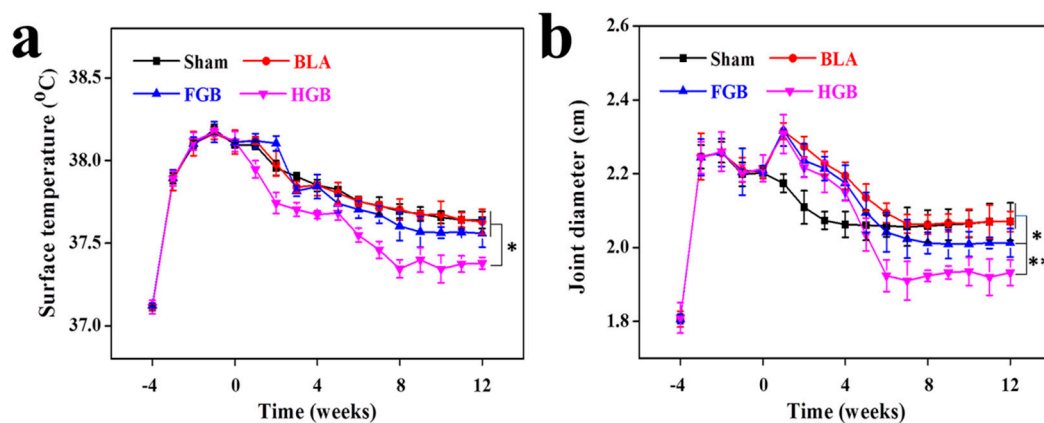 a
Surface temperature (°C)
38.5
38.0
37.5
37.0
Sham
BLA
FGB
HGB
*
-4 0 4 8 12
Time (weeks)
b
Joint diameter (cm)
2.6
2.4
2.2
2.0
1.8
Sham
BLA
FGB
HGB
*
**
-4 0 4 8 12
Time (weeks)